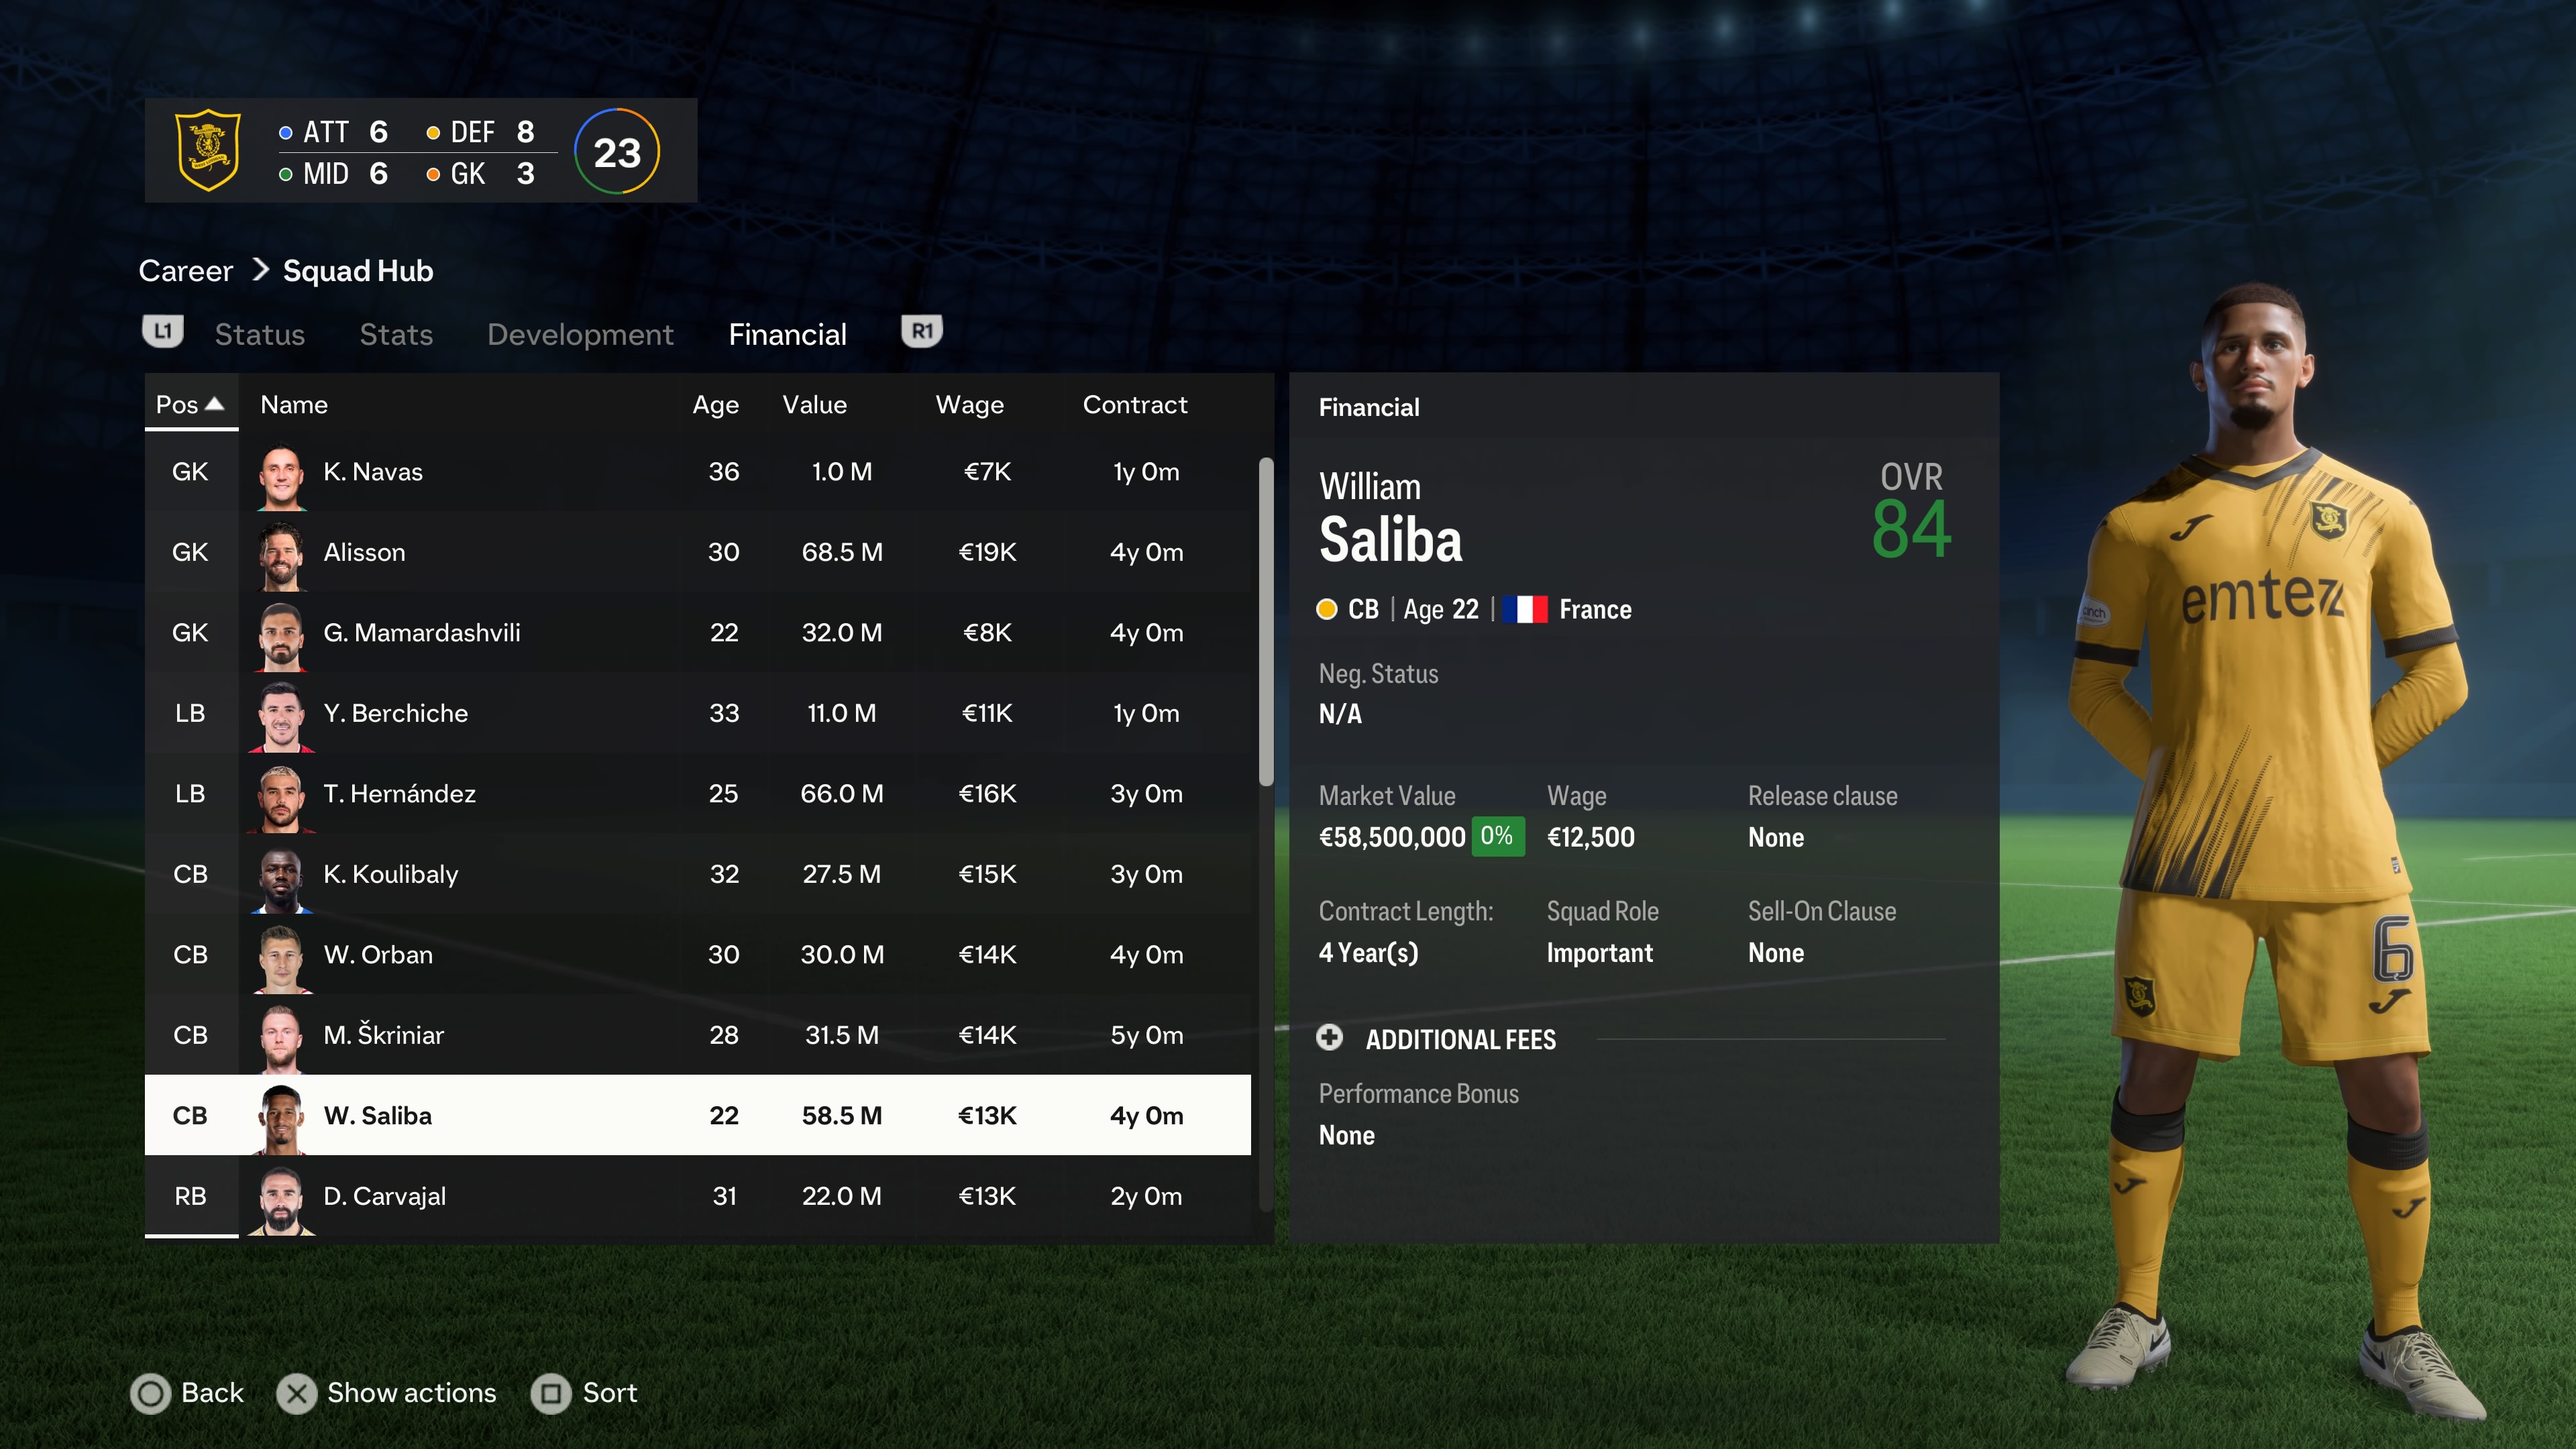 ATT 6 DEF 8
MID 6 GK 3
23
Career > Squad Hub
L1 Status Stats Development Financial R1
Pos Name Age Value Wage Contract
GK K. Navas 36 1.0 M €7K 1y 0m
GK Alisson 30 68.5 M €19K 4y 0m
GK G. Mamardashvili 22 32.0 M €8K 4y 0m
LB Y. Berchiche 33 11.0 M €11K 1y 0m
LB T. Hernández 25 66.0 M €16K 3y 0m
CB K. Koulibaly 32 27.5 M €15K 3y 0m
CB W. Orban 30 30.0 M €14K 4y 0m
CB M. Škriniar 28 31.5 M €14K 5y 0m
CB W. Saliba 22 58.5 M €13K 4y 0m
RB D. Carvajal 31 22.0 M €13K 2y 0m
Financial
William
Saliba
OVR
84
CB | Age 22 | France
Neg. Status
N/A
Market Value Wage Release clause
€58,500,000 0% €12,500 None
Contract Length: Squad Role Sell-On Clause
4 Year(s) Important None
ADDITIONAL FEES
Performance Bonus
None
emtez
6
Back Show actions Sort